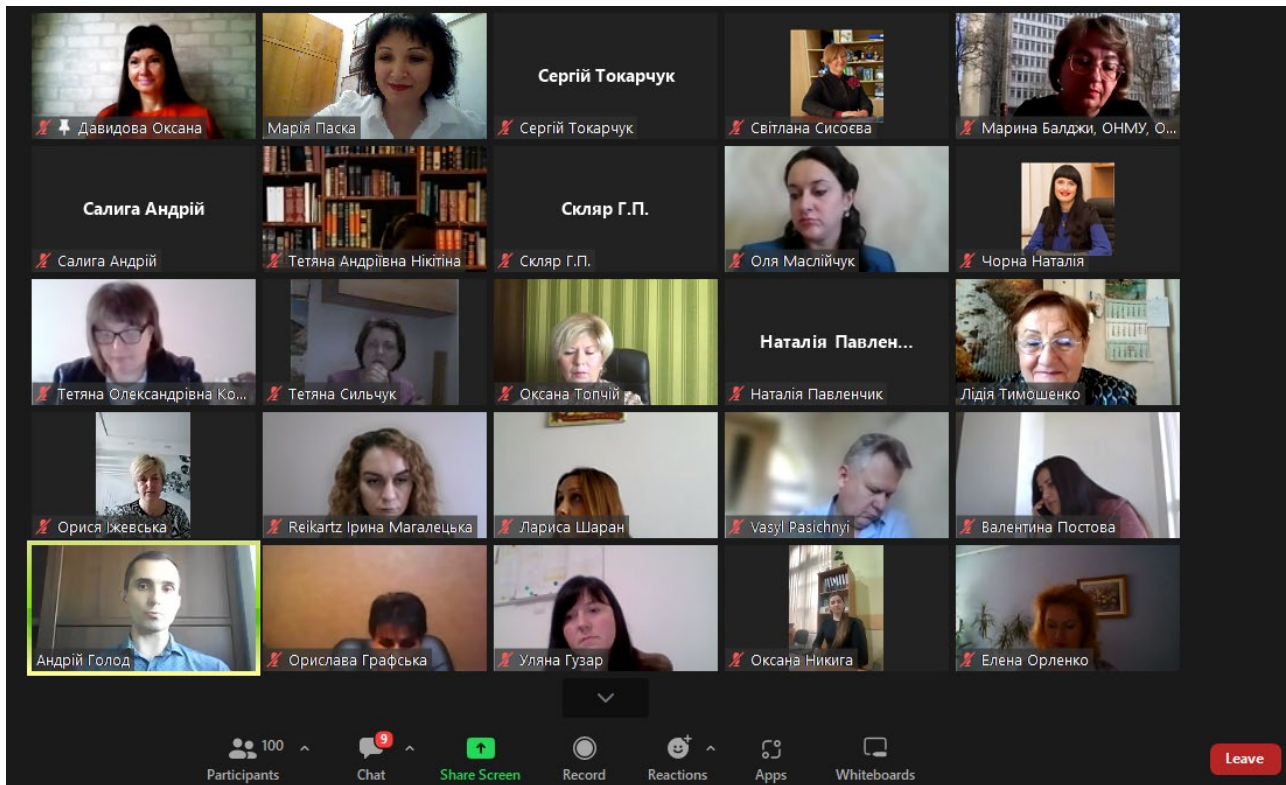 Давидова Оксана
Марія Паска
Сергій Токарчук
Сергій Токарчук
Світлана Сисоєва
Марина Балджи, ОНМУ, О...
Салига Андрій
Салига Андрій
Тетяна Андріївна Нікітіна
Скляр Г.П.
Скляр Г.П.
Оля Маслійчук
Чорна Наталія
Тетяна Олександрівна Ко...
Тетяна Сильчук
Оксана Топчій
Наталія Павлен...
Наталія Павленчик
Лідія Тимошенко
Орися Іжевська
Reikartz Ірина Магалецька
Лариса Шаран
Vasyl Pasichnyi
Валентина Постова
Андрій Голод
Орислава Графська
Уляна Гузар
Оксана Никига
Елена Орленко
100
9
Participants
Chat
Share Screen
Record
Reactions
Apps
Whiteboards
Leave